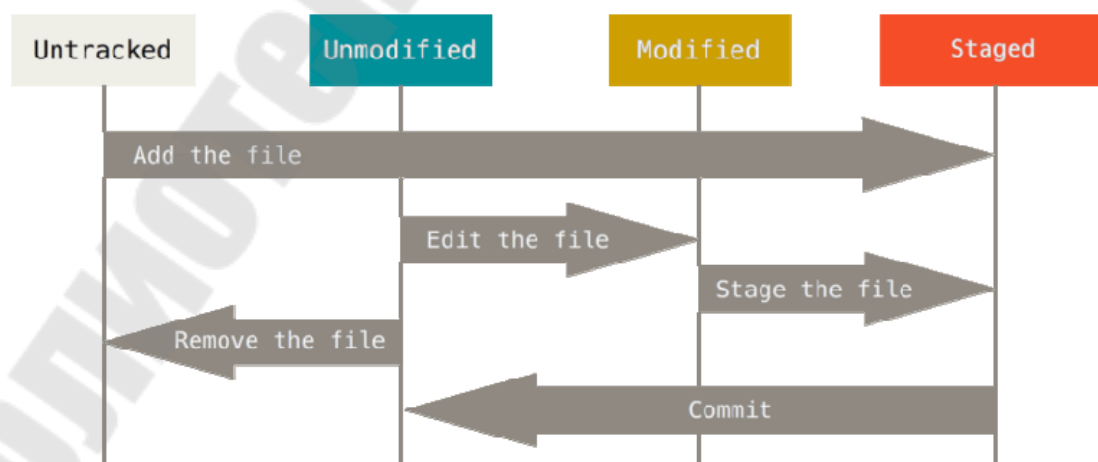 Untracked
Unmodified
Modified
Staged
Add the file
Edit the file
Stage the file
Remove the file
Commit